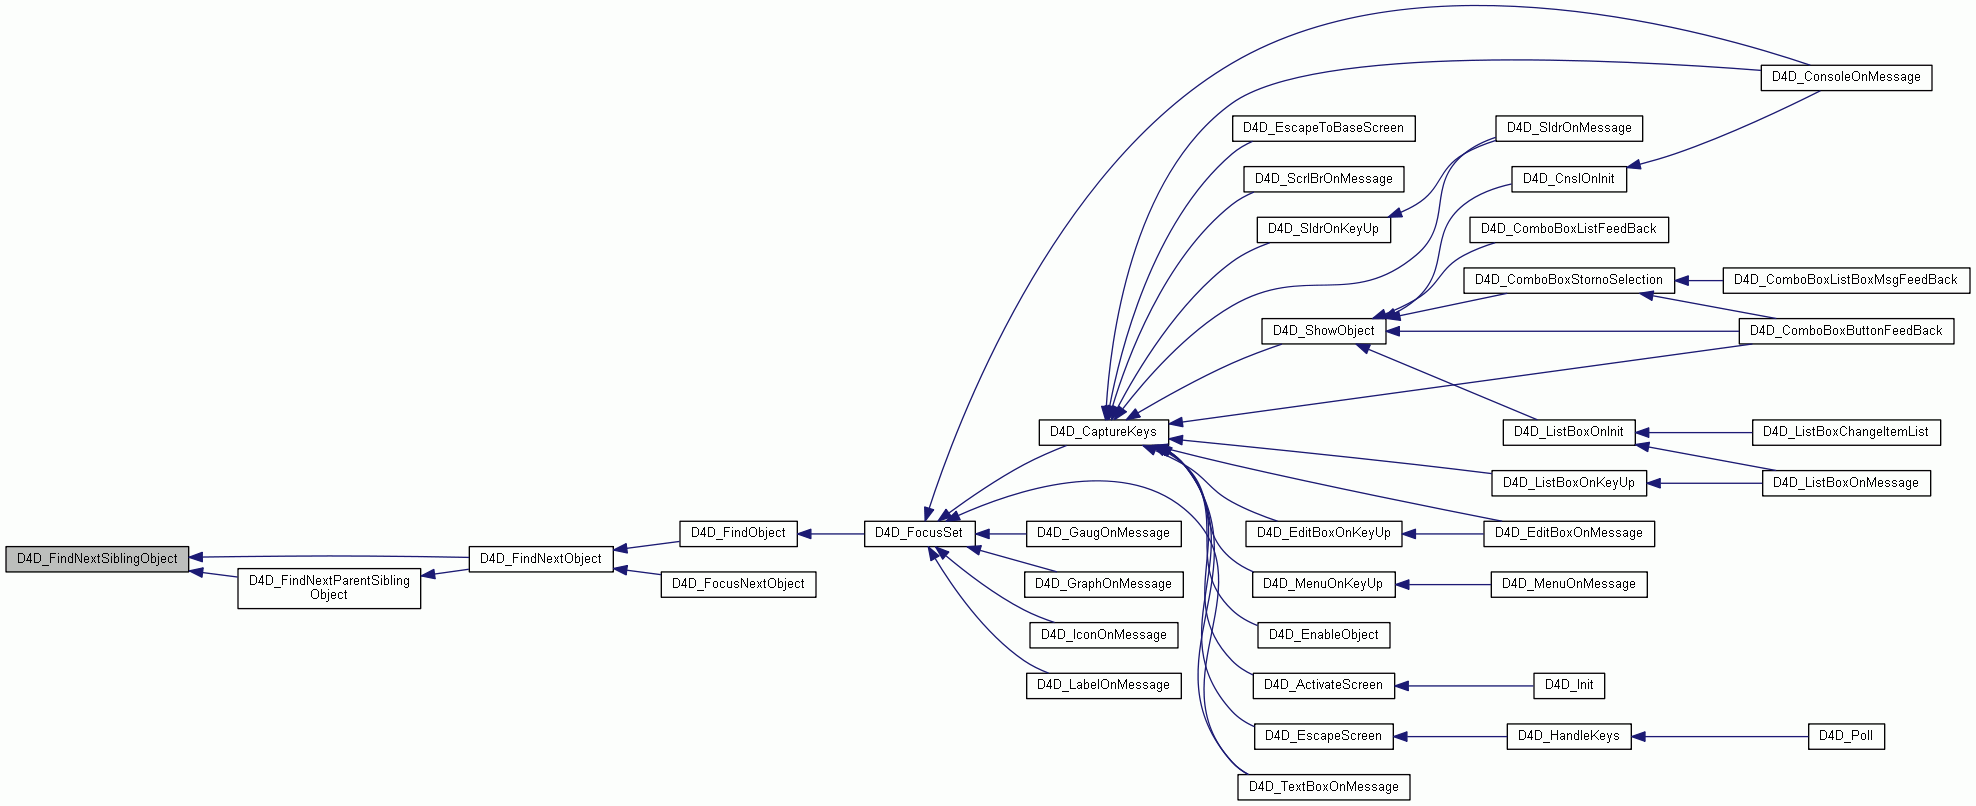 D4D_FindNextSiblingObject
D4D_FindNextParentSibling
Object
D4D_FindNextObject
D4D_FindObject
D4D_FocusNextObject
D4D_FocusSet
D4D_CaptureKeys
D4D_GaugOnMessage
D4D_GraphOnMessage
D4D_IconOnMessage
D4D_LabelOnMessage
D4D_EscapeToBaseScreen
D4D_ScrlBrOnMessage
D4D_SldrOnKeyUp
D4D_ShowObject
D4D_EditBoxOnKeyUp
D4D_MenuOnKeyUp
D4D_EnableObject
D4D_ActivateScreen
D4D_EscapeScreen
D4D_TextBoxOnMessage
D4D_SldrOnMessage
D4D_CnslOnInit
D4D_ComboBoxListFeedBack
D4D_ComboBoxStornoSelection
D4D_ListBoxOnInit
D4D_ListBoxOnKeyUp
D4D_EditBoxOnMessage
D4D_MenuOnMessage
D4D_Init
D4D_HandleKeys
D4D_ConsoleOnMessage
D4D_ComboBoxListBoxMsgFeedBack
D4D_ComboBoxButtonFeedBack
D4D_ListBoxChangeItemList
D4D_ListBoxOnMessage
D4D_Poll